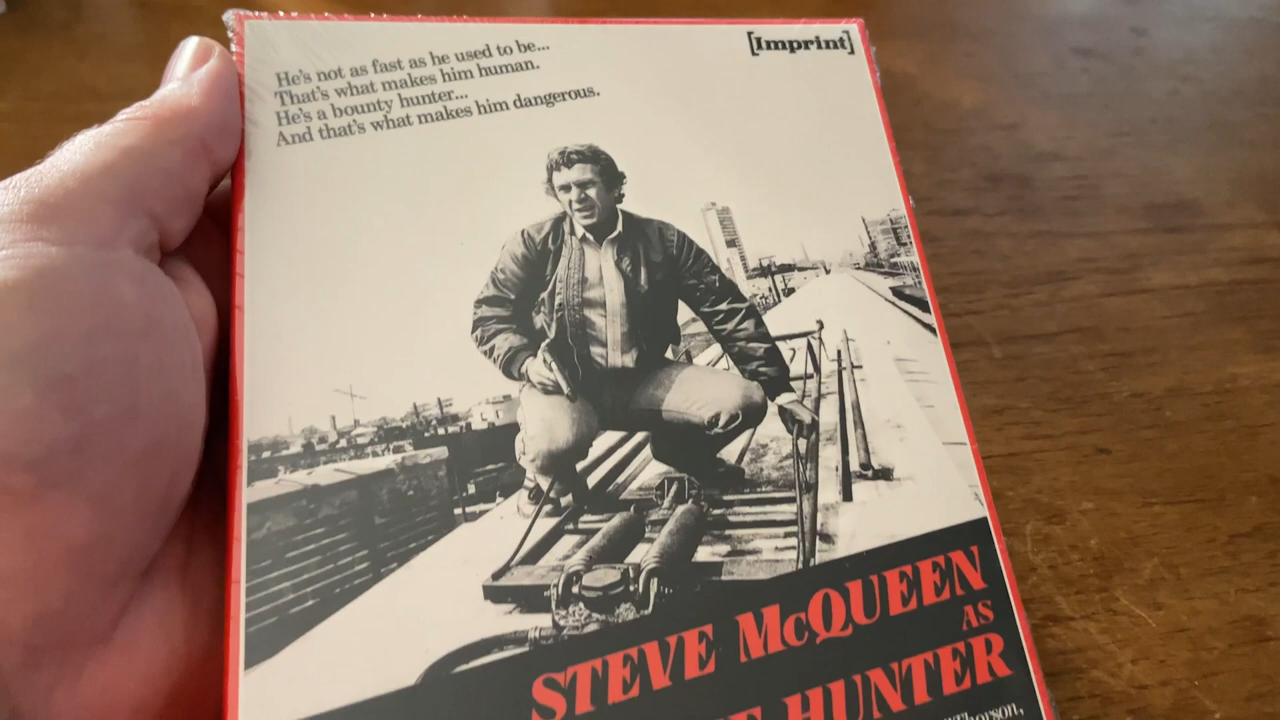 [Imprint]
He's not as fast as he used to be...
That's what makes him human.
He's a bounty hunter...
And that's what makes him dangerous.
STEVE McQUEEN
AS
HUNTER